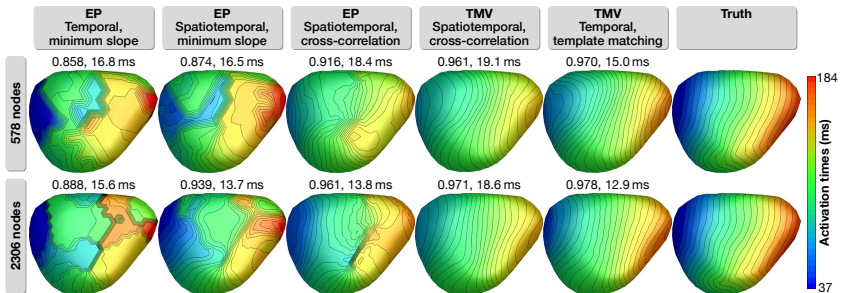 EP
Temporal,
minimum slope
EP
Spatiotemporal,
minimum slope
EP
Spatiotemporal,
cross-correlation
TMV
Spatiotemporal,
cross-correlation
TMV
Temporal,
template matching
Truth
578 nodes
0.858, 16.8 ms
0.874, 16.5 ms
0.916, 18.4 ms
0.961, 19.1 ms
0.970, 15.0 ms
2306 nodes
0.888, 15.6 ms
0.939, 13.7 ms
0.961, 13.8 ms
0.971, 18.6 ms
0.978, 12.9 ms
184
Activation times (ms)
37